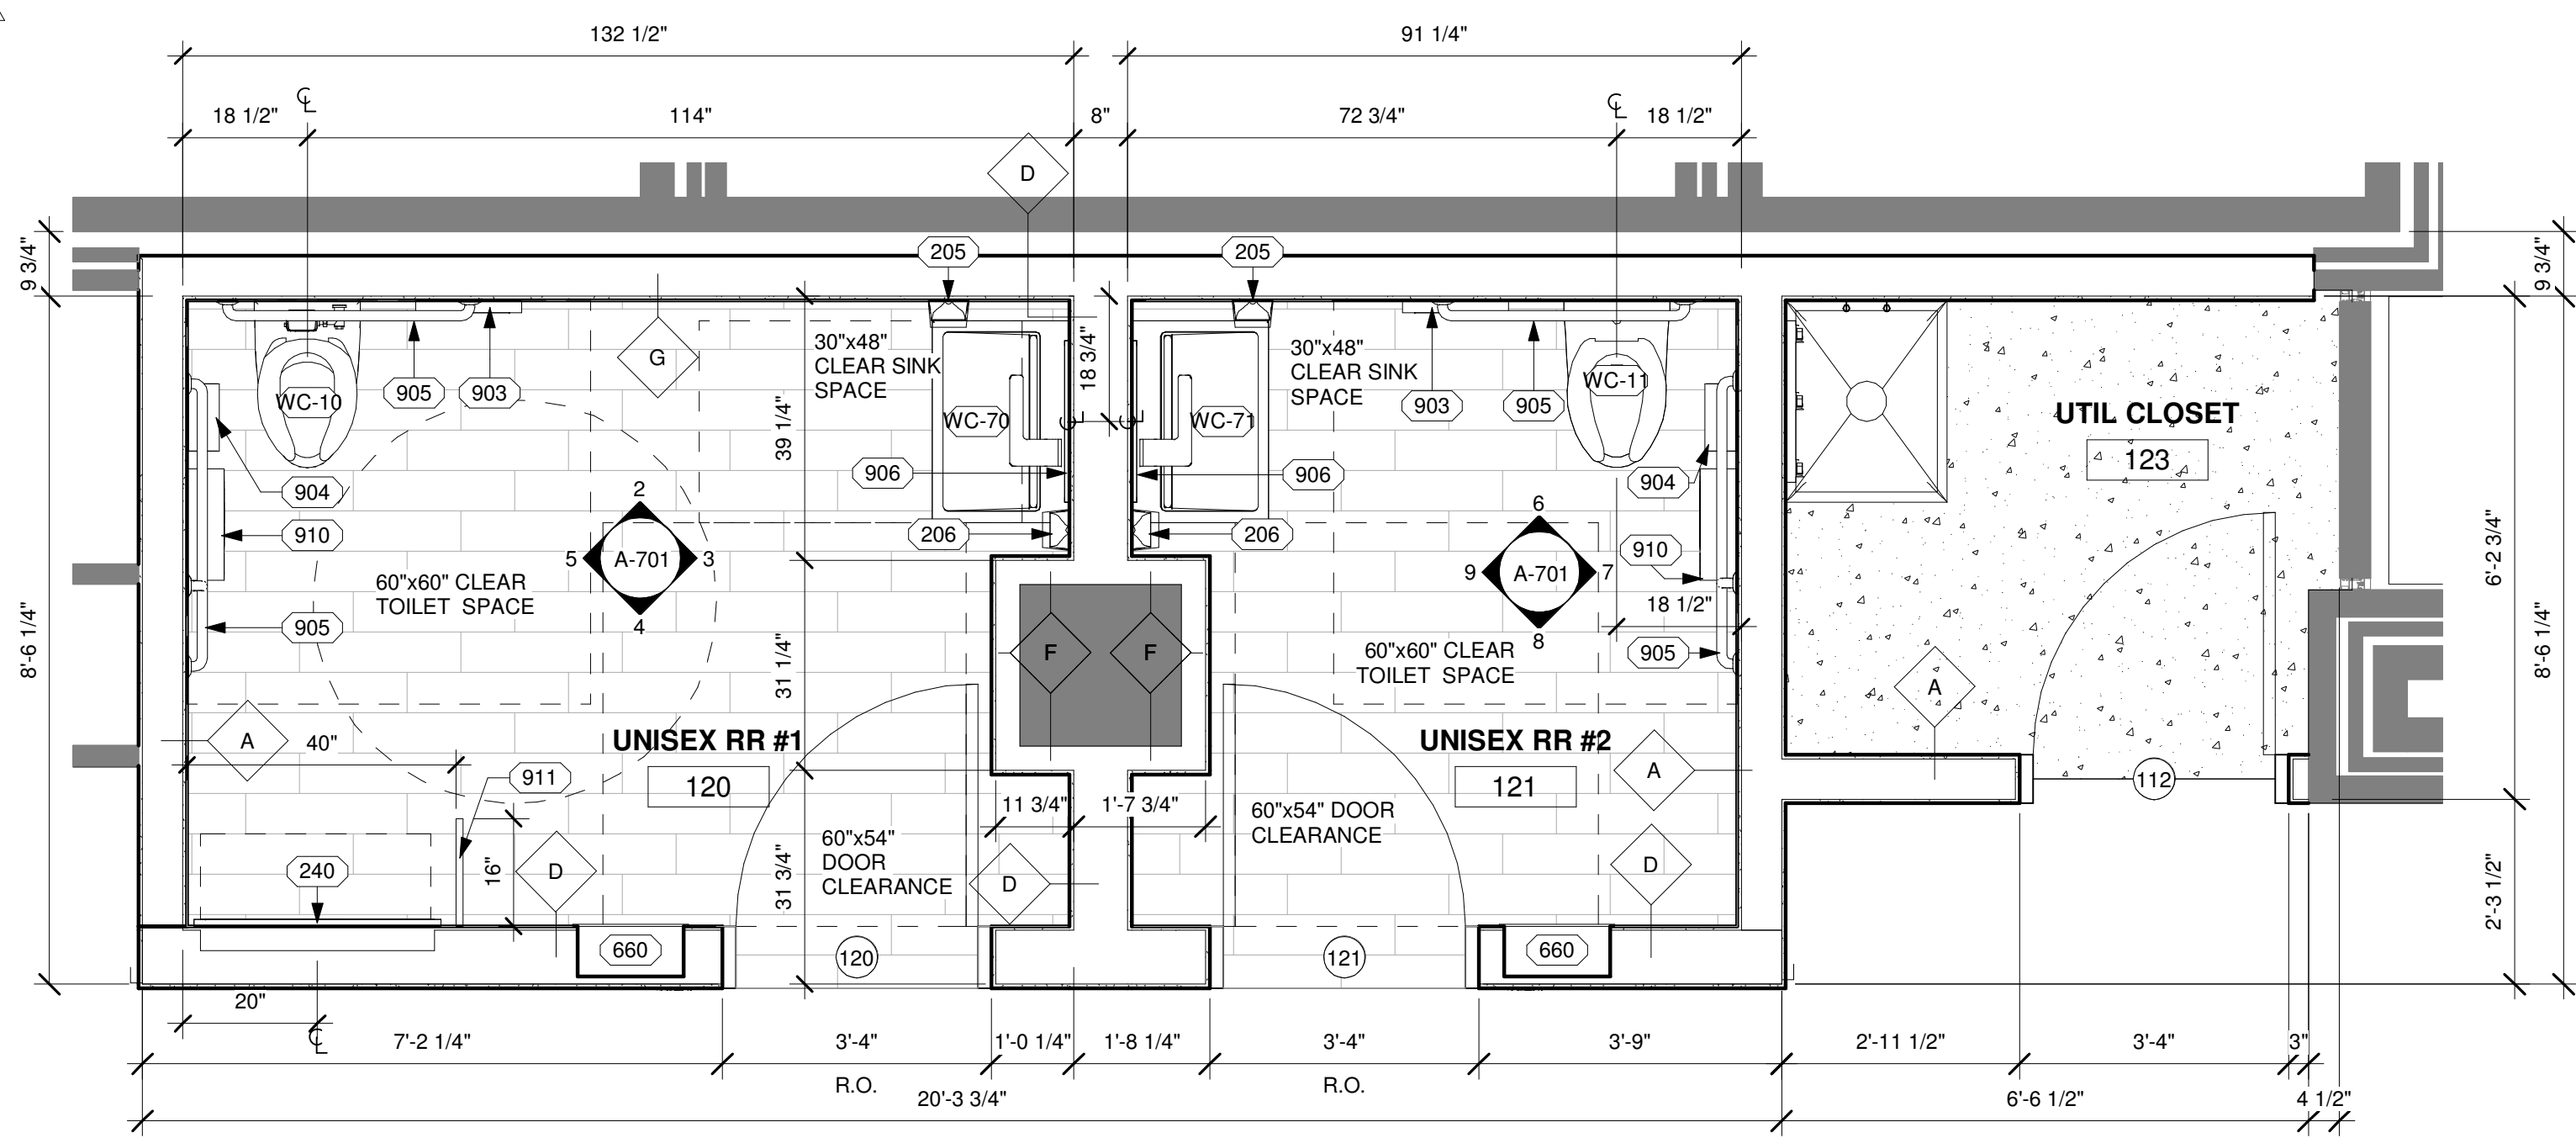 132 1/2"
91 1/4"
18 1/2"
114"
8"
72 3/4"
18 1/2"
D
9 3/4"
205
205
9 3/4"
30"x48"
CLEAR SINK
SPACE
30"x48"
CLEAR SINK
SPACE
18 3/4"
G
39 1/4"
WC-10
905
903
WC-70
WC-71
903
905
WC-11
UTIL CLOSET
123
906
906
904
904
2
910
5
A-701
3
4
206
206
6
9
A-701
7
8
910
6'-2 3/4"
60"x60" CLEAR
TOILET SPACE
18 1/2"
905
8'-6 1/4"
31 1/4"
F
F
60"x60" CLEAR
TOILET SPACE
905
8'-6 1/4"
A
A
40"
UNISEX RR #1
120
UNISEX RR #2
121
A
911
112
11 3/4"
1'-7 3/4"
60"x54" DOOR
CLEARANCE
60"x54"
DOOR
CLEARANCE
240
16"
D
31 3/4"
D
D
2'-3 1/2"
660
120
121
660
20"
7'-2 1/4"
3'-4"
1'-0 1/4"
1'-8 1/4"
3'-4"
3'-9"
2'-11 1/2"
3'-4"
3"
R.O.
R.O.
20'-3 3/4"
6'-6 1/2"
4 1/2"